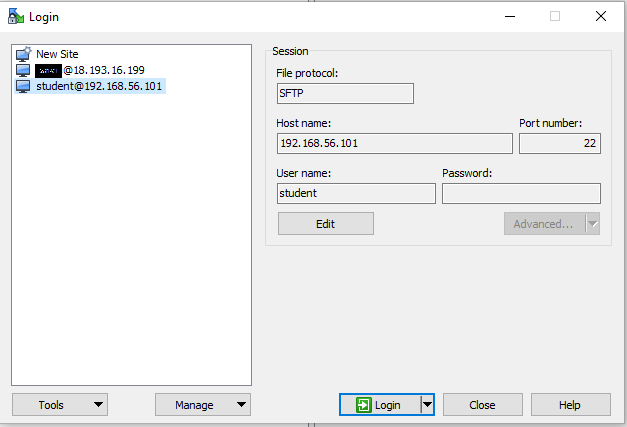 Login
New Site
@18.193.16.199
student@192.168.56.101
Session
File protocol:
SFTP
Host name: Port number:
192.168.56.101 22
User name: Password:
student
Edit Advanced...
Tools Manage Login Close Help